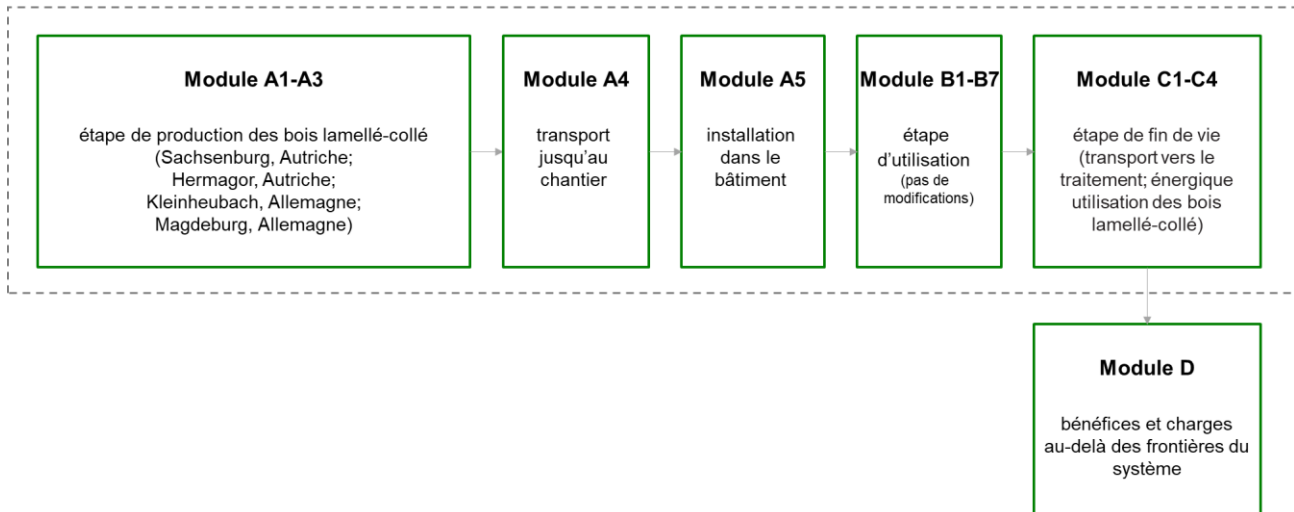 Module A1-A3
étape de production des bois lamellé-collé
(Sachsenburg, Autriche;
Hermagor, Autriche;
Kleinheubach, Allemagne;
Magdeburg, Allemagne)
Module A4
transport
jusqu'au
chantier
Module A5
installation
dans le
bâtiment
Module B1-B7
étape
d'utilisation
(pas de
modifications)
Module C1-C4
étape de fin de vie
(transport vers le
traitement; énergique
utilisation des bois
lamellé-collé)
Module D
bénéfices et charges
au-delà des frontières du
système